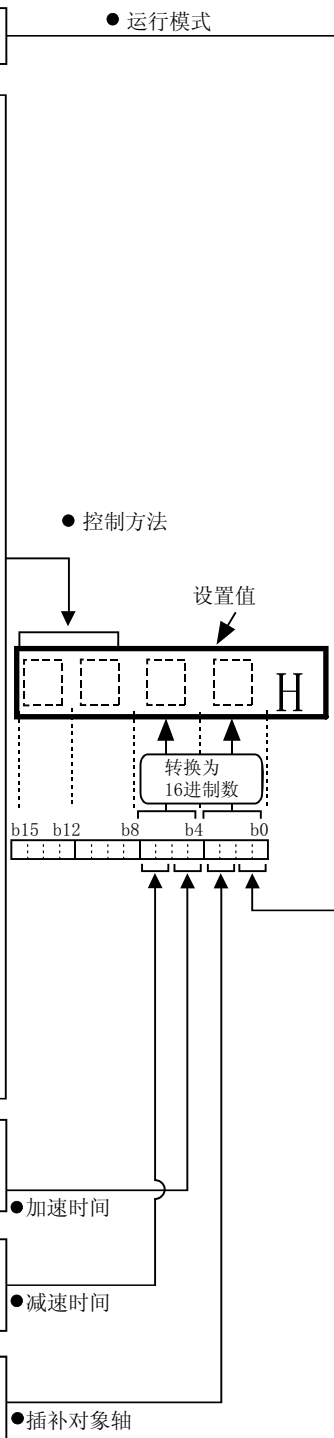 ● 运行模式
● 控制方法
设置值
H
转换为
16进制数
b15 b12 b8 b4 b0
●加速时间
●减速时间
●插补对象轴